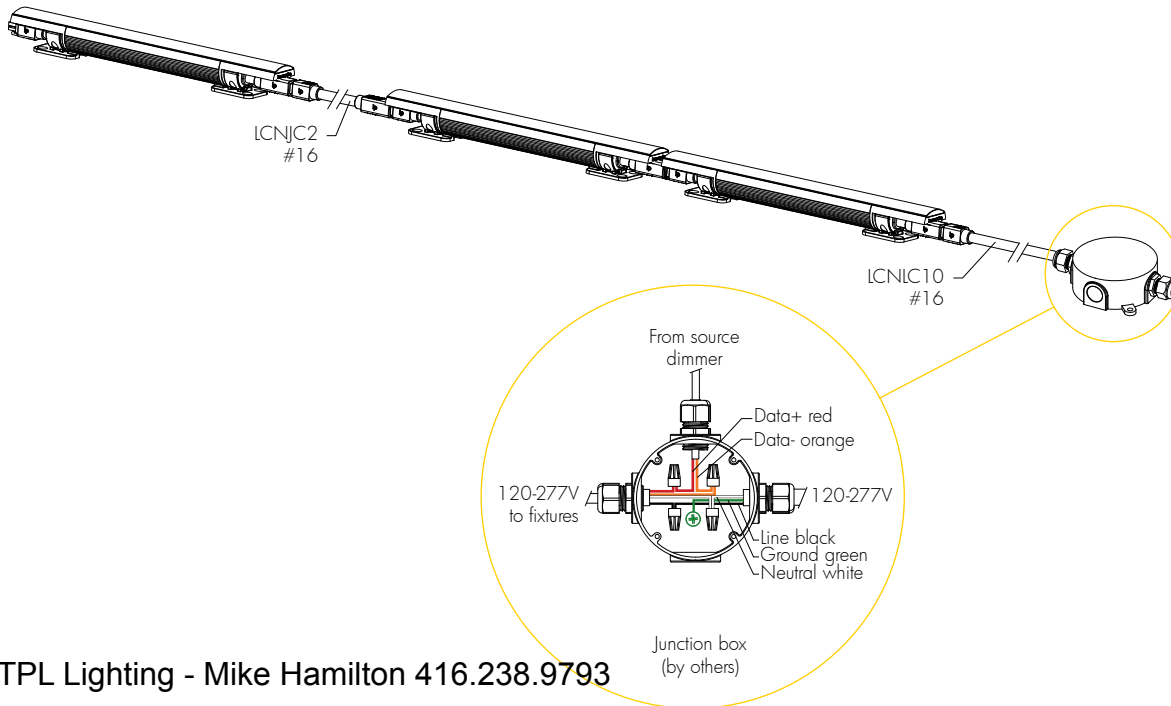 LCNJC2
#16
LCNLC10
#16
From source
dimmer
Data+ red
Data- orange
120-277V
to fixtures
120-277V
Line black
Ground green
Neutral white
Junction box
(by others)
TPL Lighting - Mike Hamilton 416.238.9793